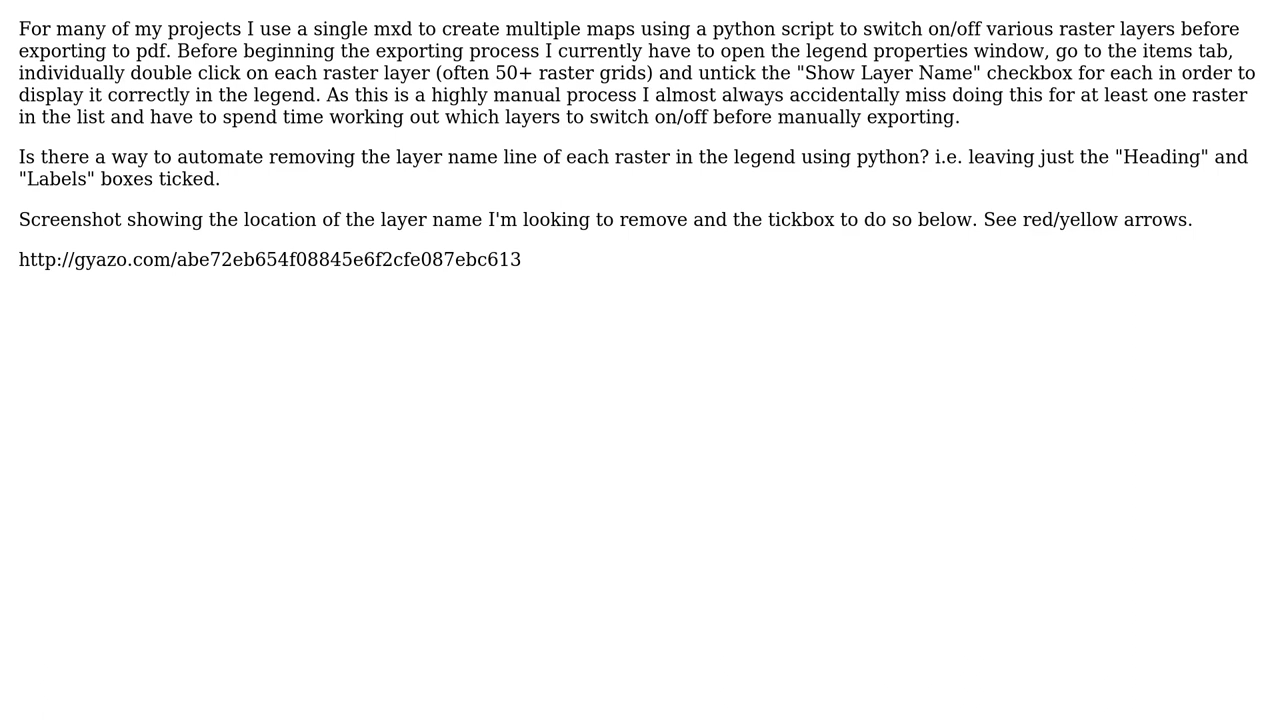 For many of my projects I use a single mxd to create multiple maps using a python script to switch on/off various raster layers before
exporting to pdf. Before beginning the exporting process I currently have to open the legend properties window, go to the items tab,
individually double click on each raster layer (often 50+ raster grids) and untick the "Show Layer Name" checkbox for each in order to
display it correctly in the legend. As this is a highly manual process I almost always accidentally miss doing this for at least one raster
in the list and have to spend time working out which layers to switch on/off before manually exporting.
Is there a way to automate removing the layer name line of each raster in the legend using python? i.e. leaving just the "Heading" and
"Labels" boxes ticked.
Screenshot showing the location of the layer name I'm looking to remove and the tickbox to do so below. See red/yellow arrows.
http://gyazo.com/abe72eb654f08845e6f2cfe087ebc613